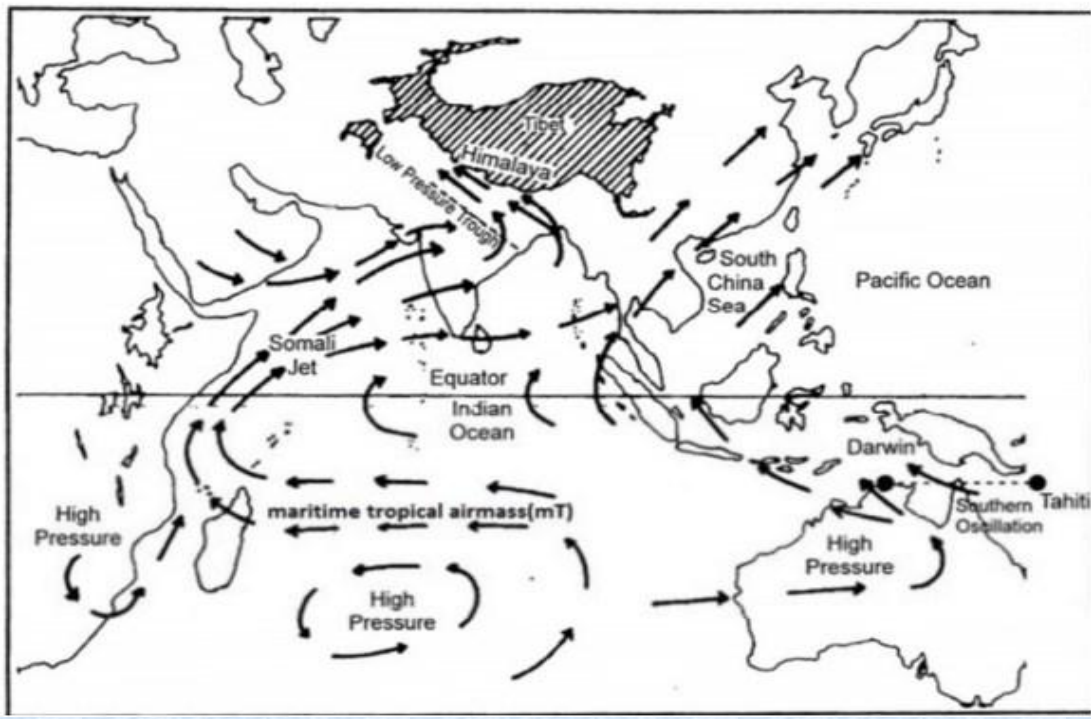 Tibet
Himalaya
Low Pressure Trough
South
China
Sea
Pacific Ocean
Somali
Jet
Equator
Indian
Ocean
Darwin
Tahiti
Southern
Oscillation
maritime tropical airmass(mT)
High
Pressure
High
Pressure
High
Pressure